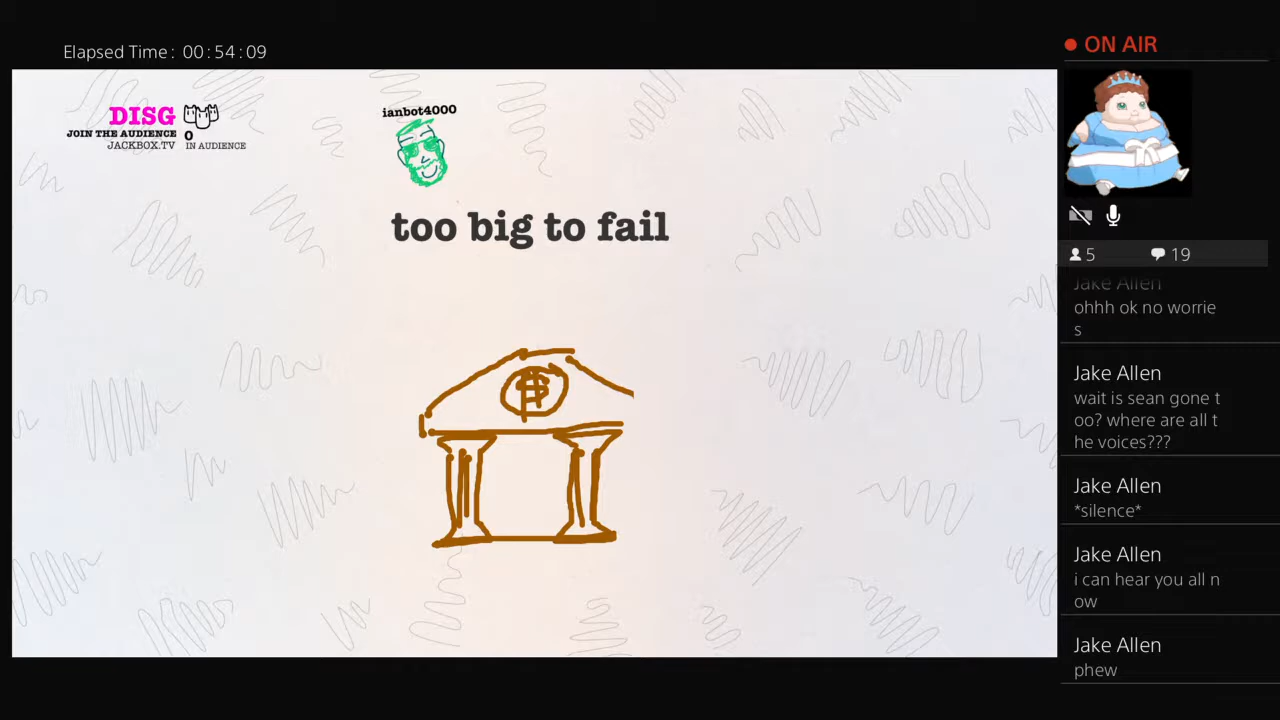 Elapsed Time: 00:54:09
ON AIR
DISG
JOIN THE AUDIENCE
JACKBOX.TV
0
IN AUDIENCE
ianbot4000
too big to fail
5
19
Jake Allen
ohhh ok no worrie
s
Jake Allen
wait is sean gone t
oo? where are all t
he voices???
Jake Allen
*silence*
Jake Allen
i can hear you all n
ow
Jake Allen
phew